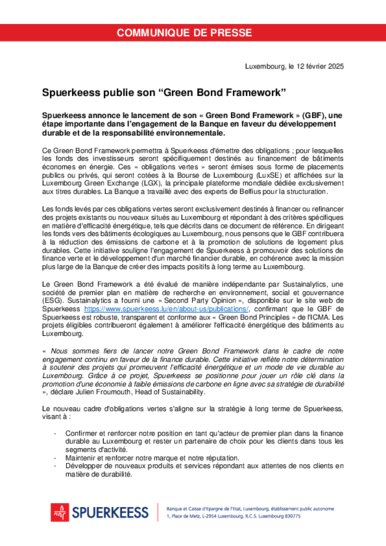 COMMUNIQUE DE PRESSE
Luxembourg, le 12 février 2025
Spuerkeess publie son “Green Bond Framework”
Spuerkeess annonce le lancement de son « Green Bond Framework » (GBF), une
étape importante dans l'engagement de la Banque en faveur du développement
durable et de la responsabilité environnementale.
Ce Green Bond Framework permettra à Spuerkeess d'émettre des obligations ; pour lesquelles
les fonds des investisseurs seront spécifiquement destinés au financement de bâtiments
économes en énergie. Ces « obligations vertes » seront émises sous forme de placements
publics ou privés, qui seront cotées à la Bourse de Luxembourg (LuxSE) et affichées sur la
Luxembourg Green Exchange (LGX), la principale plateforme mondiale dédiée exclusivement
aux titres durables. La Banque a travaillé avec des experts de Belfius pour la structuration.
Les fonds levés par ces obligations vertes seront exclusivement destinés à financer ou refinancer
des projets existants ou nouveaux situés au Luxembourg et répondant à des critères spécifiques
en matière d'efficacité énergétique, tels que décrits dans ce document de référence. En dirigeant
les fonds vers des bâtiments écologiques au Luxembourg, nous pensons que le GBF contribuera
à la réduction des émissions de carbone et à la promotion de solutions de logement plus
durables. Cette initiative souligne l'engagement de Spuerkeess à promouvoir des solutions de
finance verte et le développement d'un marché financier durable, en cohérence avec la mission
plus large de la Banque de créer des impacts positifs à long terme au Luxembourg.
Le Green Bond Framework a été évalué de manière indépendante par Sustainalytics, une
société de premier plan en matière de recherche en environnement, social et gouvernance
(ESG). Sustainalytics a fourni une « Second Party Opinion », disponible sur le site web de
Spuerkeess https://www.spuerkeess.lu/en/about-us/publications/, confirmant que le GBF de
Spuerkeess est robuste, transparent et conforme aux « Green Bond Principles » de l'ICMA. Les
projets éligibles contribueront également à améliorer l'efficacité énergétique des bâtiments au
Luxembourg.
« Nous sommes fiers de lancer notre Green Bond Framework dans le cadre de notre
engagement continu en faveur de la finance durable. Cette initiative reflète notre détermination
à soutenir des projets qui promeuvent l'efficacité énergétique et un mode de vie durable au
Luxembourg. Grâce à ce projet, Spuerkeess se positionne pour jouer un rôle clé dans la
promotion d'une économie à faible émissions de carbone en ligne avec sa stratégie de durabilité
», déclare Julien Froumouth, Head of Sustainability.
Le nouveau cadre d'obligations vertes s'aligne sur la stratégie à long terme de Spuerkeess,
visant à :
- Confirmer et renforcer notre position en tant qu'acteur de premier plan dans la finance
durable au Luxembourg et rester un partenaire de choix pour les clients dans tous les
segments d'activité.
- Maintenir et renforcer notre marque et notre réputation.
- Développer de nouveaux produits et services répondant aux attentes de nos clients en
matière de durabilité.
SPUERKEESS
Banque et Caisse d'Epargne de l'Etat, Luxembourg, établissement public autonome
1, Place de Metz, L-2954 Luxembourg, R.C.S. Luxembourg B30775